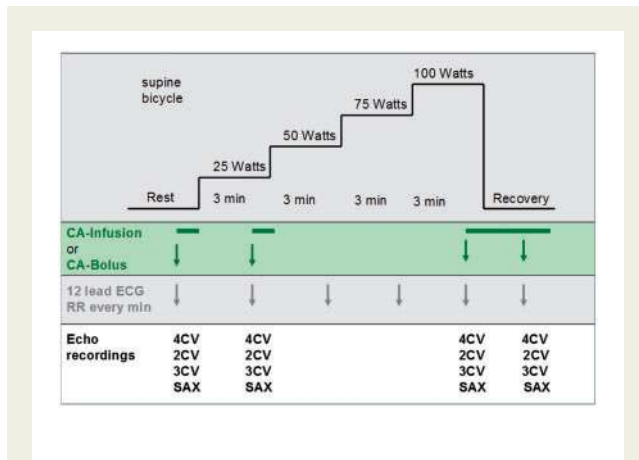 supine
bicycle
100 Watts
75 Watts
50 Watts
25 Watts
Rest 3 min 3 min 3 min 3 min Recovery
CA-Infusion
or
CA-Bolus
12 lead ECG
RR every min
Echo 4CV 4CV 4CV 4CV
recordings 2CV 2CV 2CV 2CV
3CV 3CV 3CV 3CV
SAX SAX SAX SAX